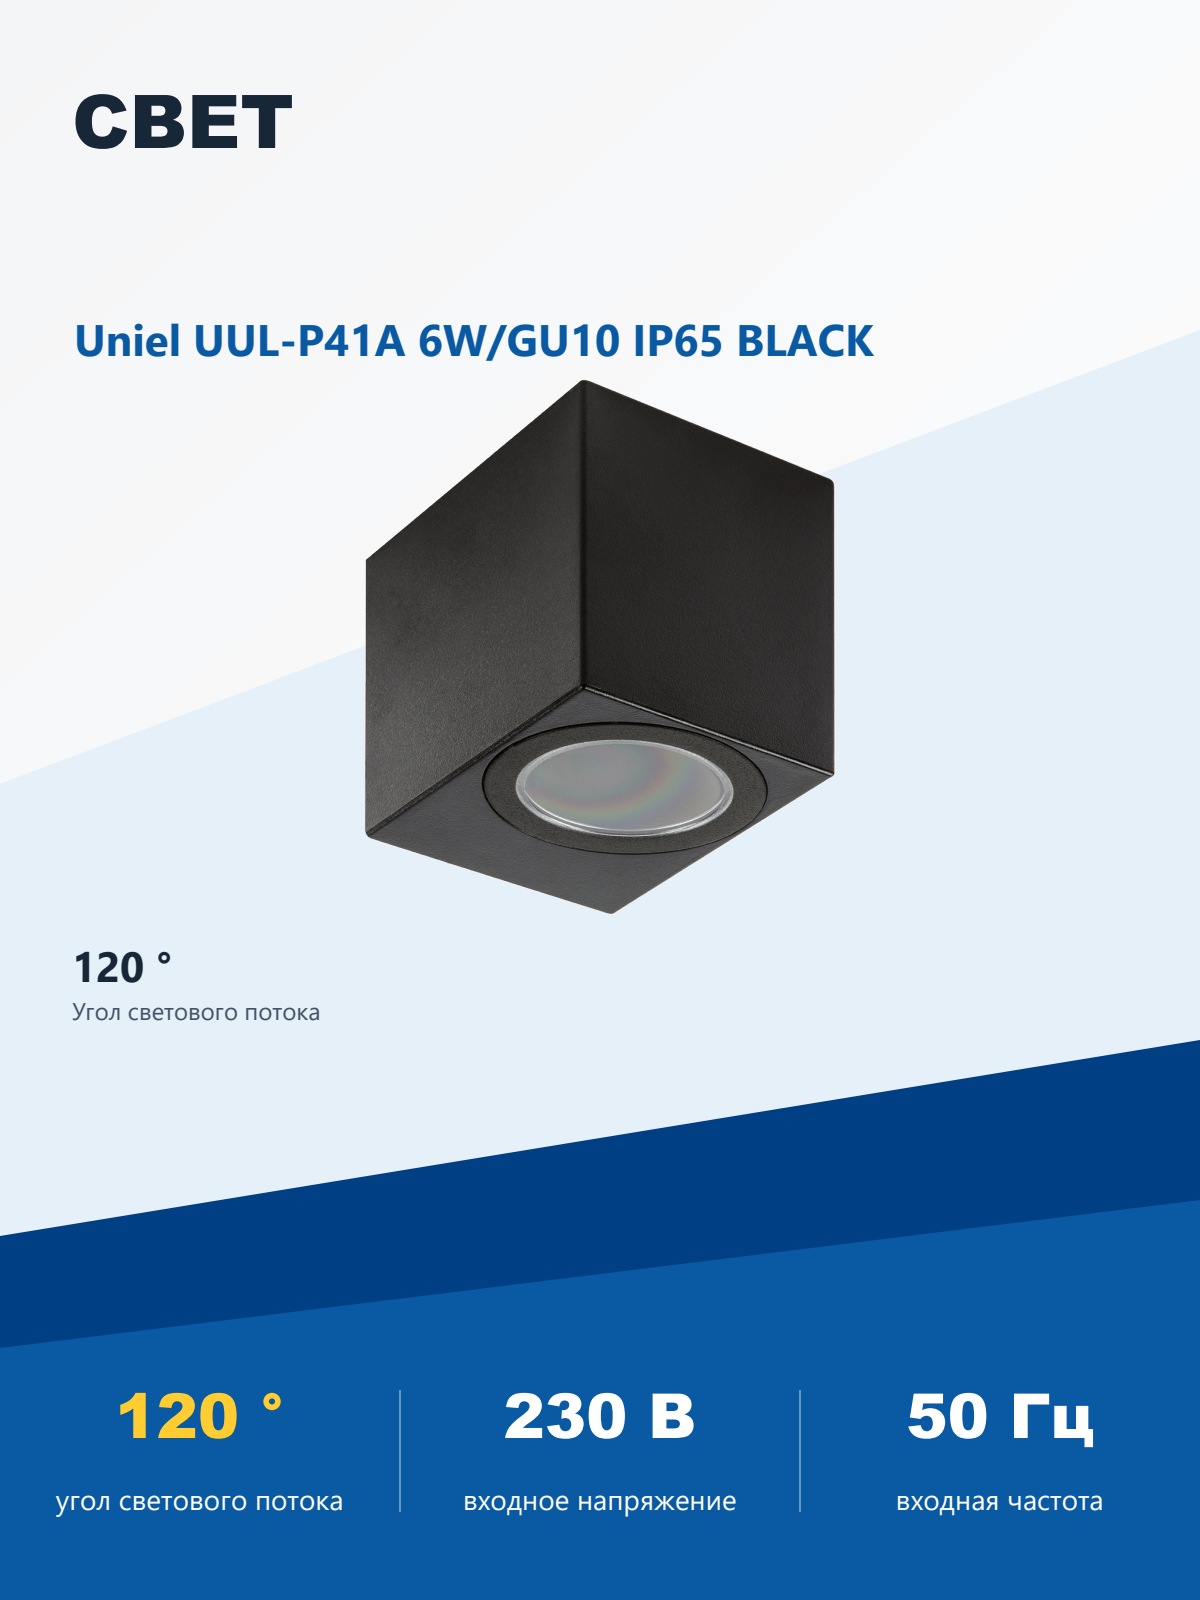 СВЕТ
Uniel UUL-P41A 6W/GU10 IP65 BLACK
120 °
Угол светового потока
120 °
угол светового потока
230 В
входное напряжение
50 Гц
входная частота